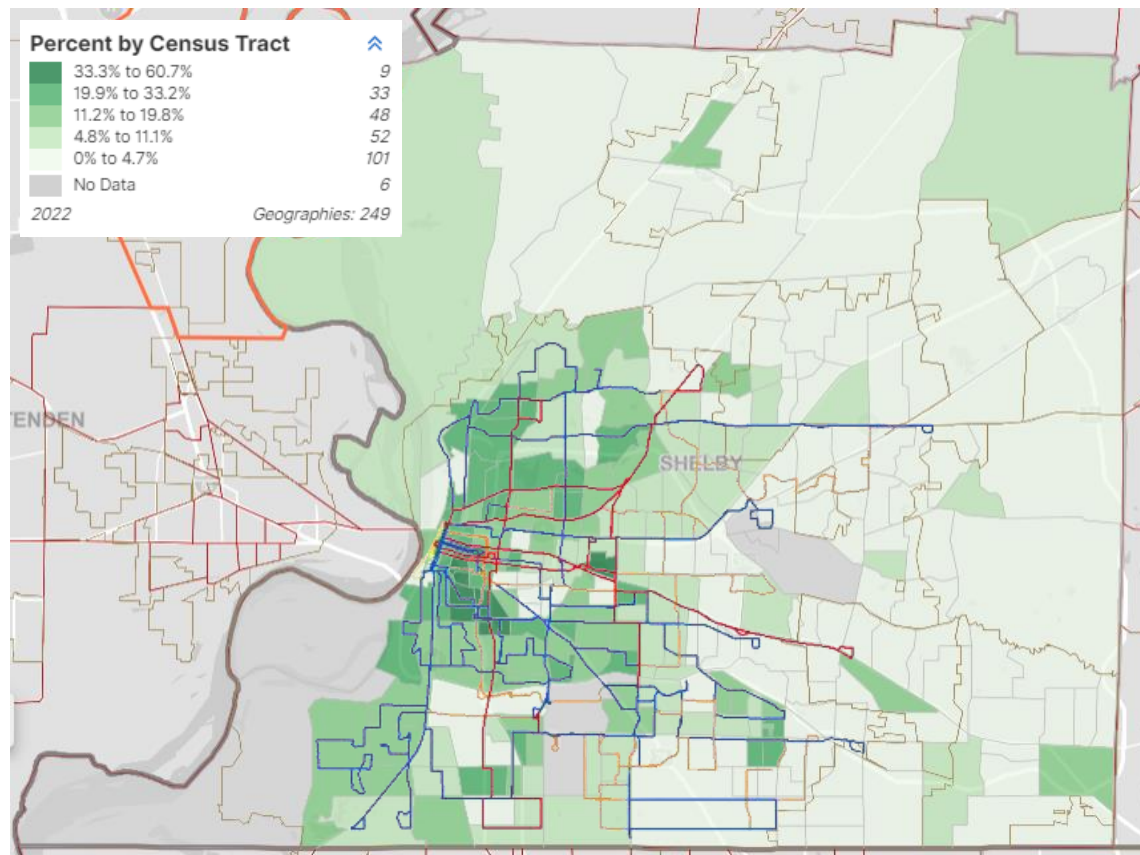 Percent by Census Tract
33.3% to 60.7% 9
19.9% to 33.2% 33
11.2% to 19.8% 48
4.8% to 11.1% 52
0% to 4.7% 101
No Data 6
2022 Geographies: 249
TENDEN
SHELBY